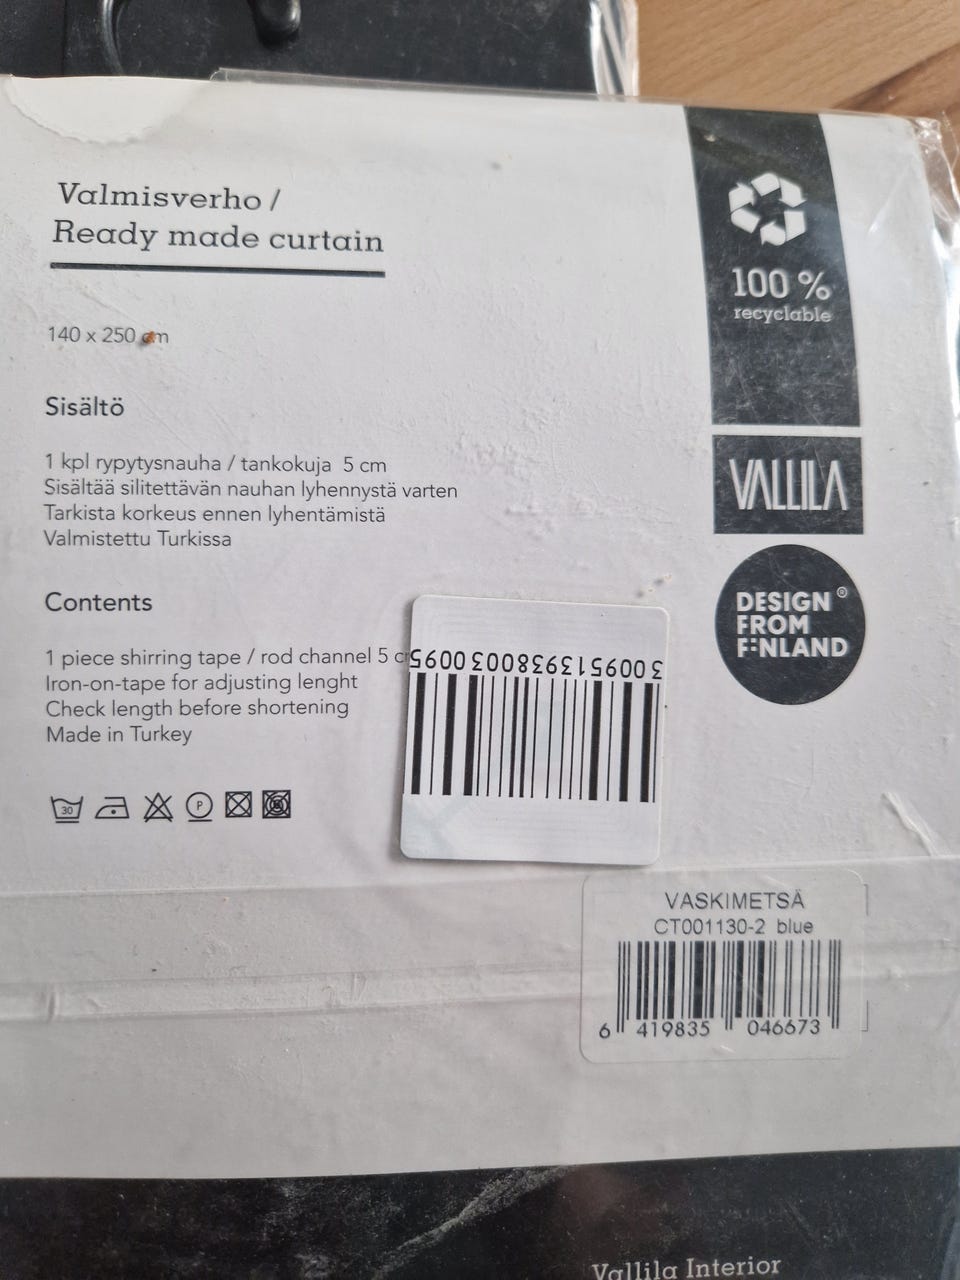 Valmisverho /
Ready made curtain
140 x 250 cm
Sisältö
1 kpl rypytysnauha / tankokuja 5 cm
Sisältää silitettävän nauhan lyhennystä varten
Tarkista korkeus ennen lyhentämistä
Valmistettu Turkissa
Contents
1 piece shirring tape / rod channel 5 c
Iron-on-tape for adjusting lenght
Check length before shortening
Made in Turkey
30
P
100 %
recyclable
VALLILA
DESIGN ®
FROM
FINLAND
3 0095139398003 0095
VASKIMETSÄ
CT001130-2 blue
6 419835 046673
Vallila Interior